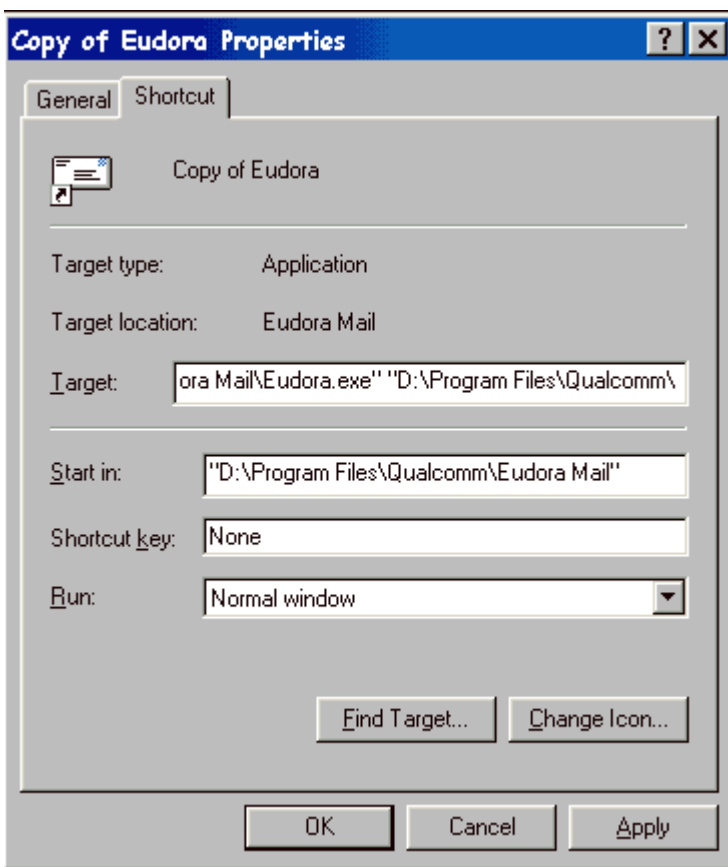 Copy of Eudora Properties
General Shortcut
Copy of Eudora
Target type: Application
Target location: Eudora Mail
Target: ora Mail\Eudora.exe" "D:\Program Files\Qualcomm\
Start in: "D:\Program Files\Qualcomm\Eudora Mail"
Shortcut key: None
Run: Normal window
Find Target... Change Icon...
OK Cancel Apply